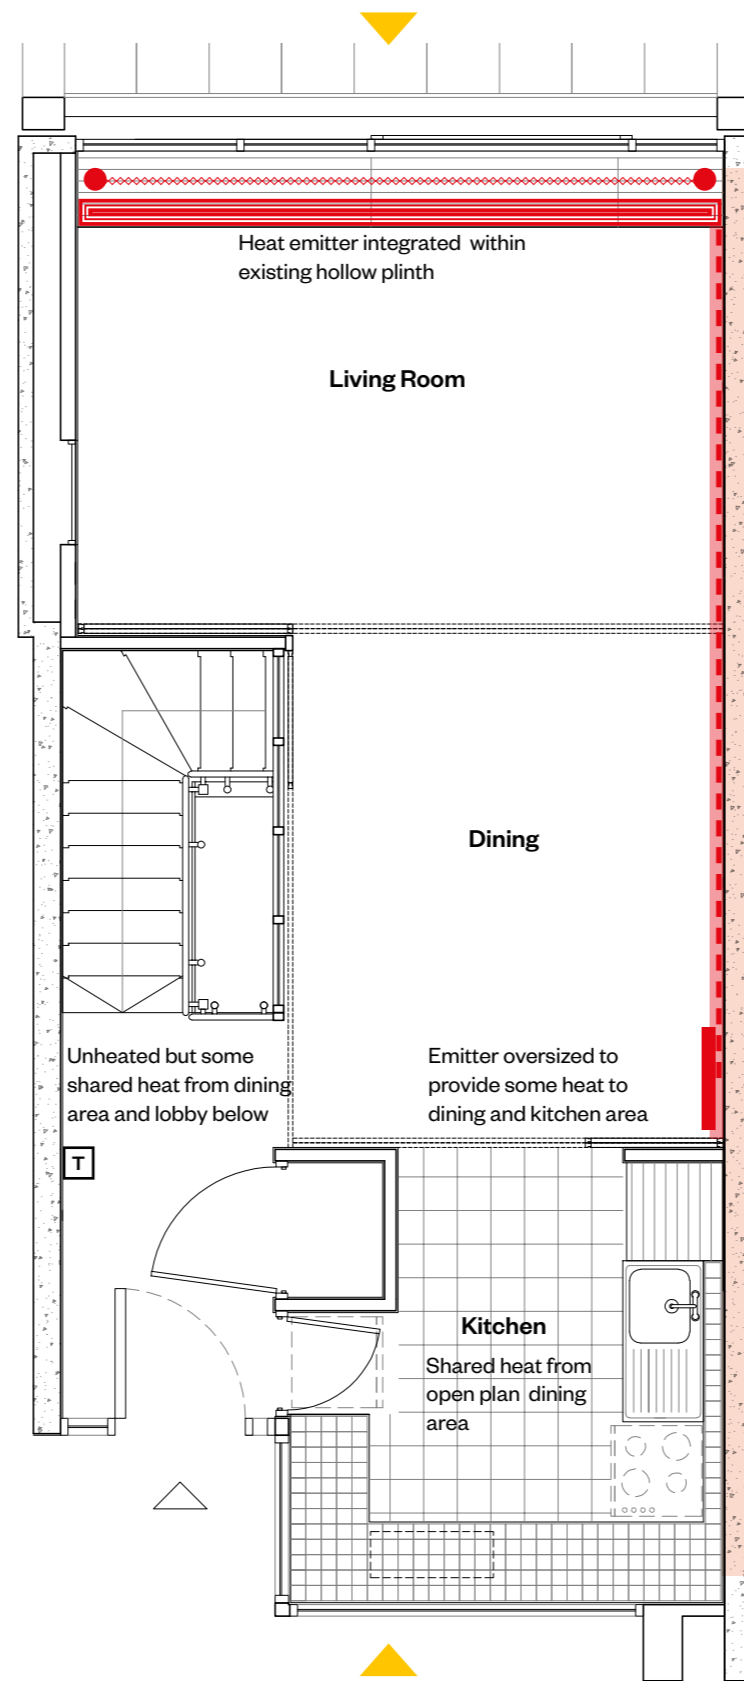 Heat emitter integrated within
existing hollow plinth
Living Room
Dining
Unheated but some
shared heat from dining
area and lobby below
Emitter oversized to
provide some heat to
dining and kitchen area
T
Kitchen
Shared heat from
open plan dining
area